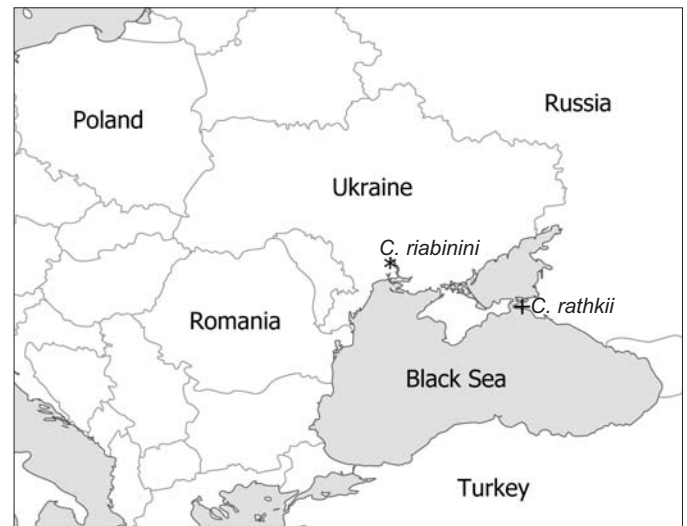 Russia
Poland
Ukraine
C. riabinini
C. rathkii
Romania
Black Sea
Turkey